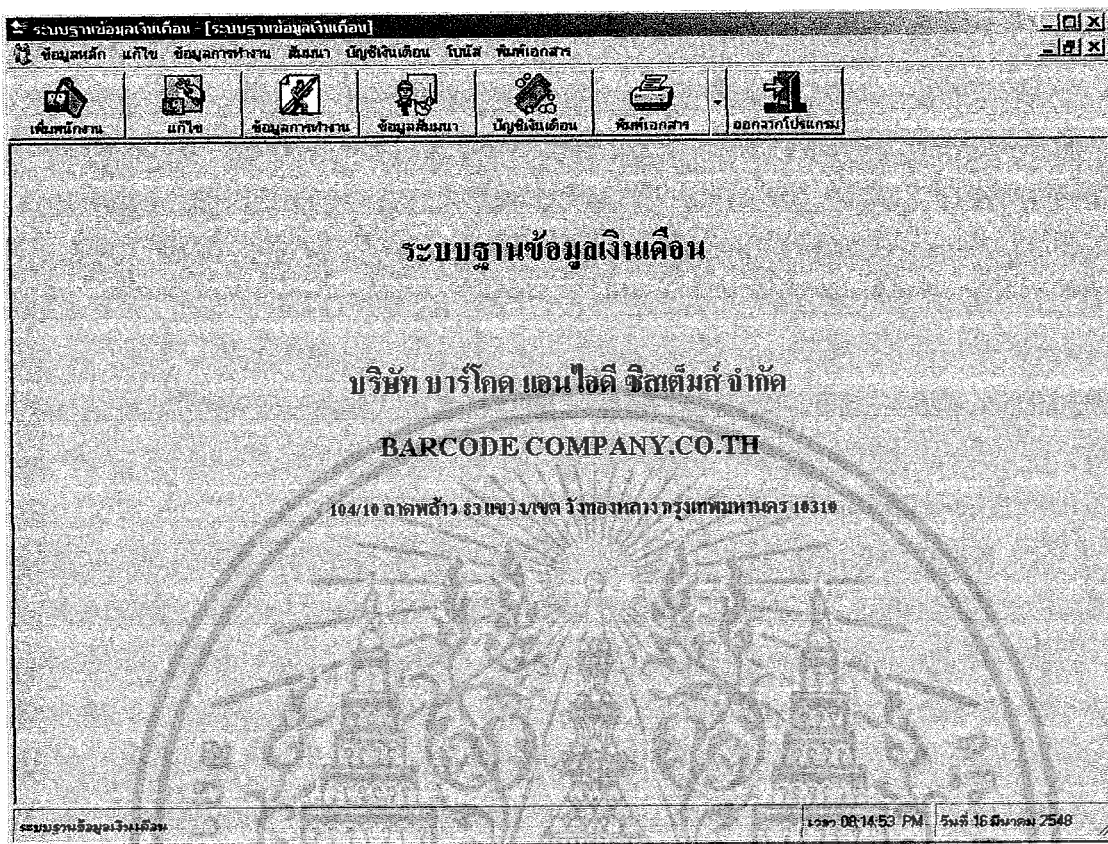 ระบบฐานข้อมูลเงินเดือน - [ระบบฐานข้อมูลเงินเดือน]
ข้อมูลหลัก แก้ไข ข้อมูลการทำงาน สัมมนา บัญชีเงินเดือน โบนัส พิมพ์เอกสาร
เพิ่มพนักงาน แก้ไข ข้อมูลการทำงาน ข้อมูลสัมมนา บัญชีเงินเดือน พิมพ์เอกสาร ออกจากโปรแกรม
ระบบฐานข้อมูลเงินเดือน
บริษัท บาร์โคด แอนไอดี ซิสเต็มส์ จำกัด
BARCODE COMPANY.CO.TH
104/10 ลาดพล้าว 83 แขวง/เขต วังทองหลาง กรุงเทพมหานคร 10310
ระบบฐานข้อมูลเงินเดือน เวลา 08:14:53 PM วันที่ 16 มีนาคม 2548